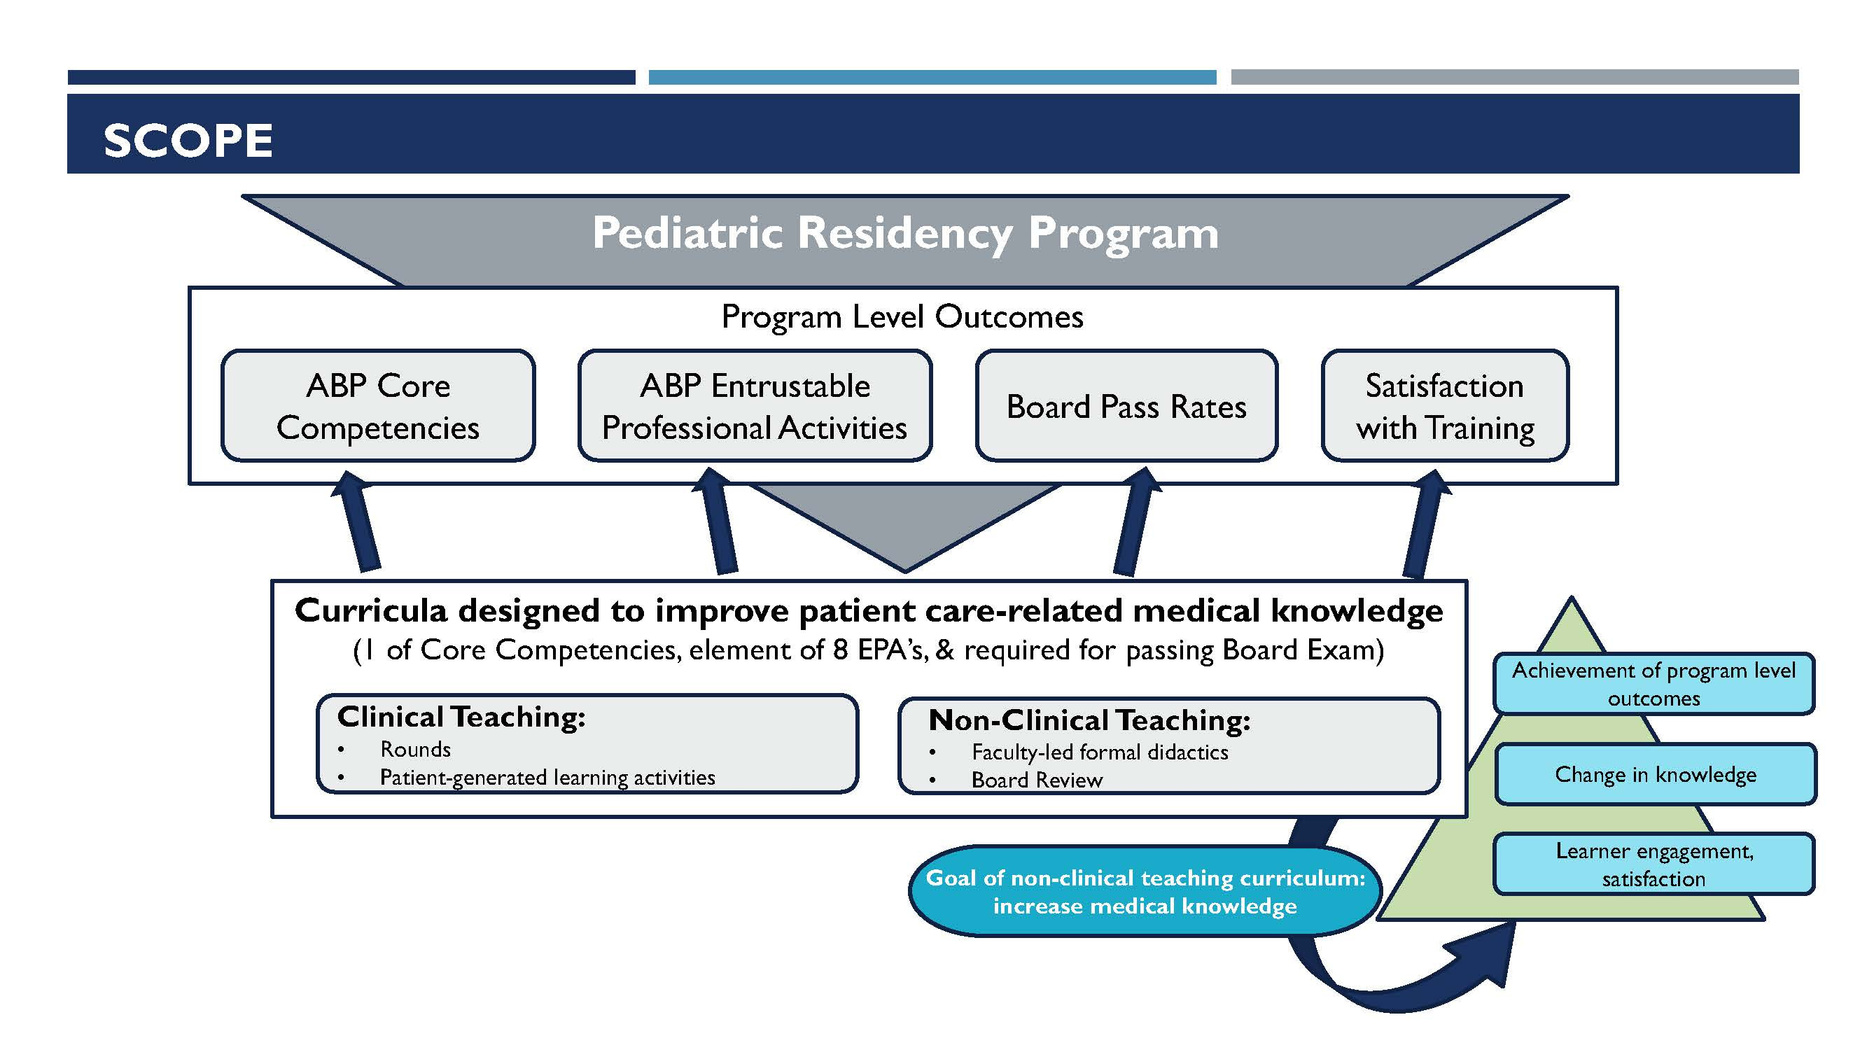 SCOPE
Pediatric Residency Program
Program Level Outcomes
ABP Core
Competencies
ABP Entrustable
Professional Activities
Board Pass Rates
Satisfaction
with Training
Curricula designed to improve patient care-related medical knowledge
(1 of Core Competencies, element of 8 EPA's, & required for passing Board Exam)
Clinical Teaching:
• Rounds
• Patient-generated learning activities
Non-Clinical Teaching:
• Faculty-led formal didactics
• Board Review
Achievement of program level
outcomes
Change in knowledge
Learner engagement,
satisfaction
Goal of non-clinical teaching curriculum:
increase medical knowledge